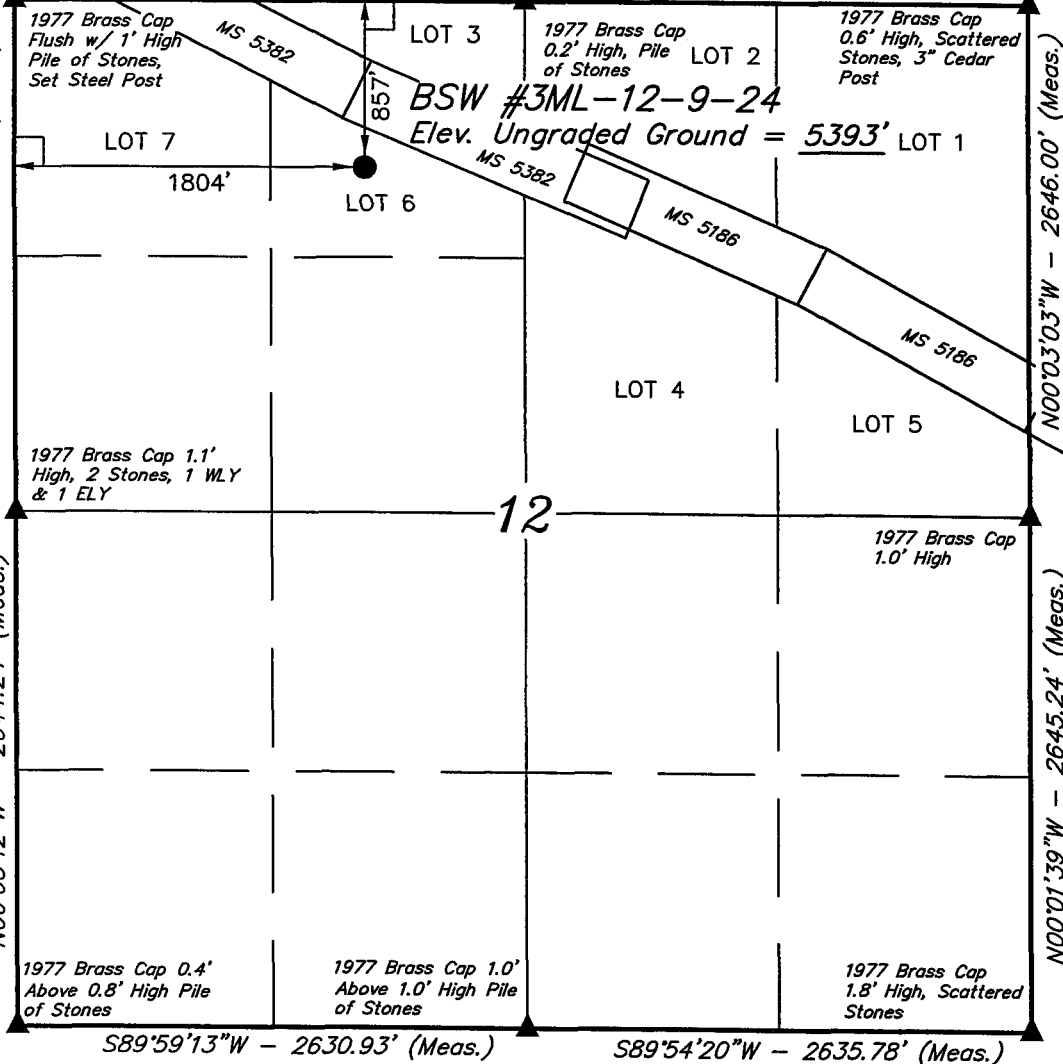 1977 Brass Cap
Flush w/ 1' High
Pile of Stones,
Set Steel Post
MS 5382
LOT 3
1977 Brass Cap
0.2' High, Pile
of Stones
LOT 2
1977 Brass Cap
0.6' High, Scattered
Stones, 3" Cedar
Post
857'
BSW #3ML-12-9-24
Elev. Ungraded Ground = 5393'
LOT 1
LOT 7
1804'
LOT 6
MS 5382
MS 5186
MS 5186
N00°03'03"W - 2646.00' (Meas.)
LOT 4
LOT 5
1977 Brass Cap 1.1'
High, 2 Stones, 1 WLY
& 1 ELY
12
1977 Brass Cap
1.0' High
N00°01'39"W - 2645.24' (Meas.)
1977 Brass Cap 0.4'
Above 0.8' High Pile
of Stones
1977 Brass Cap 1.0'
Above 1.0' High Pile
of Stones
1977 Brass Cap
1.8' High, Scattered
Stones
S89°59'13"W - 2630.93' (Meas.)
S89°54'20"W - 2635.78' (Meas.)